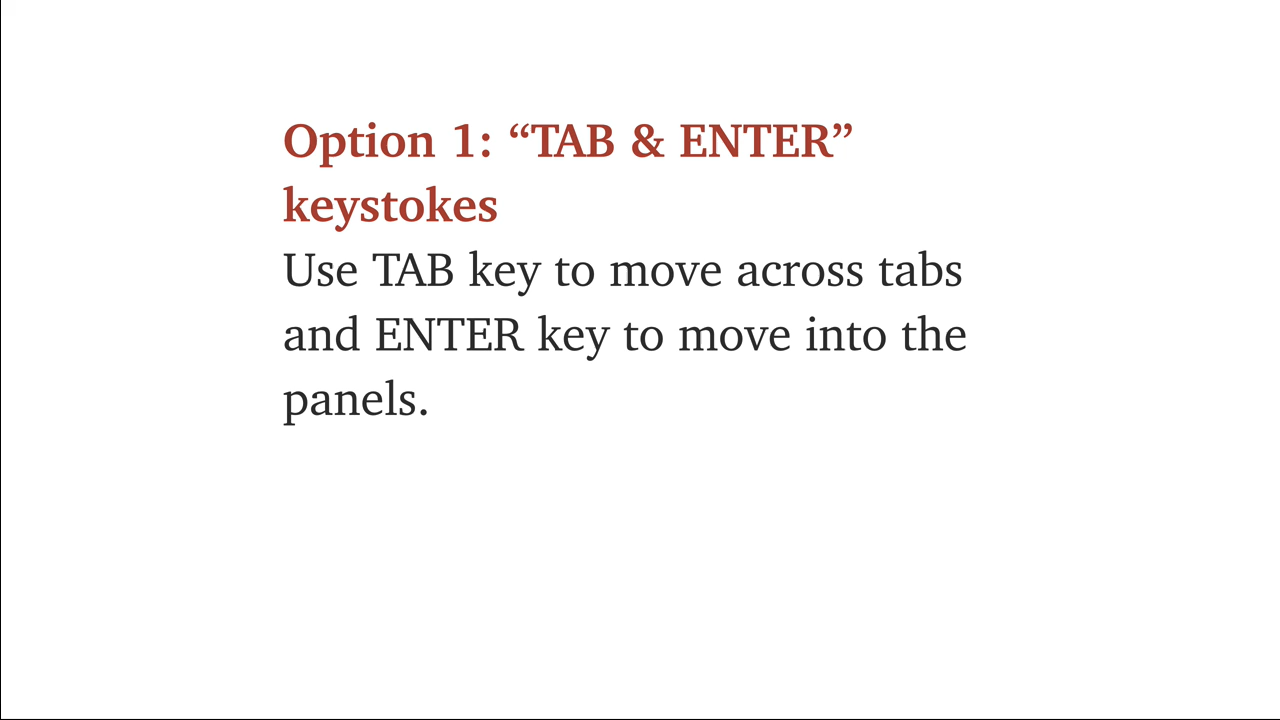 Option 1: “TAB & ENTER”
keystokes
Use TAB key to move across tabs
and ENTER key to move into the
panels.